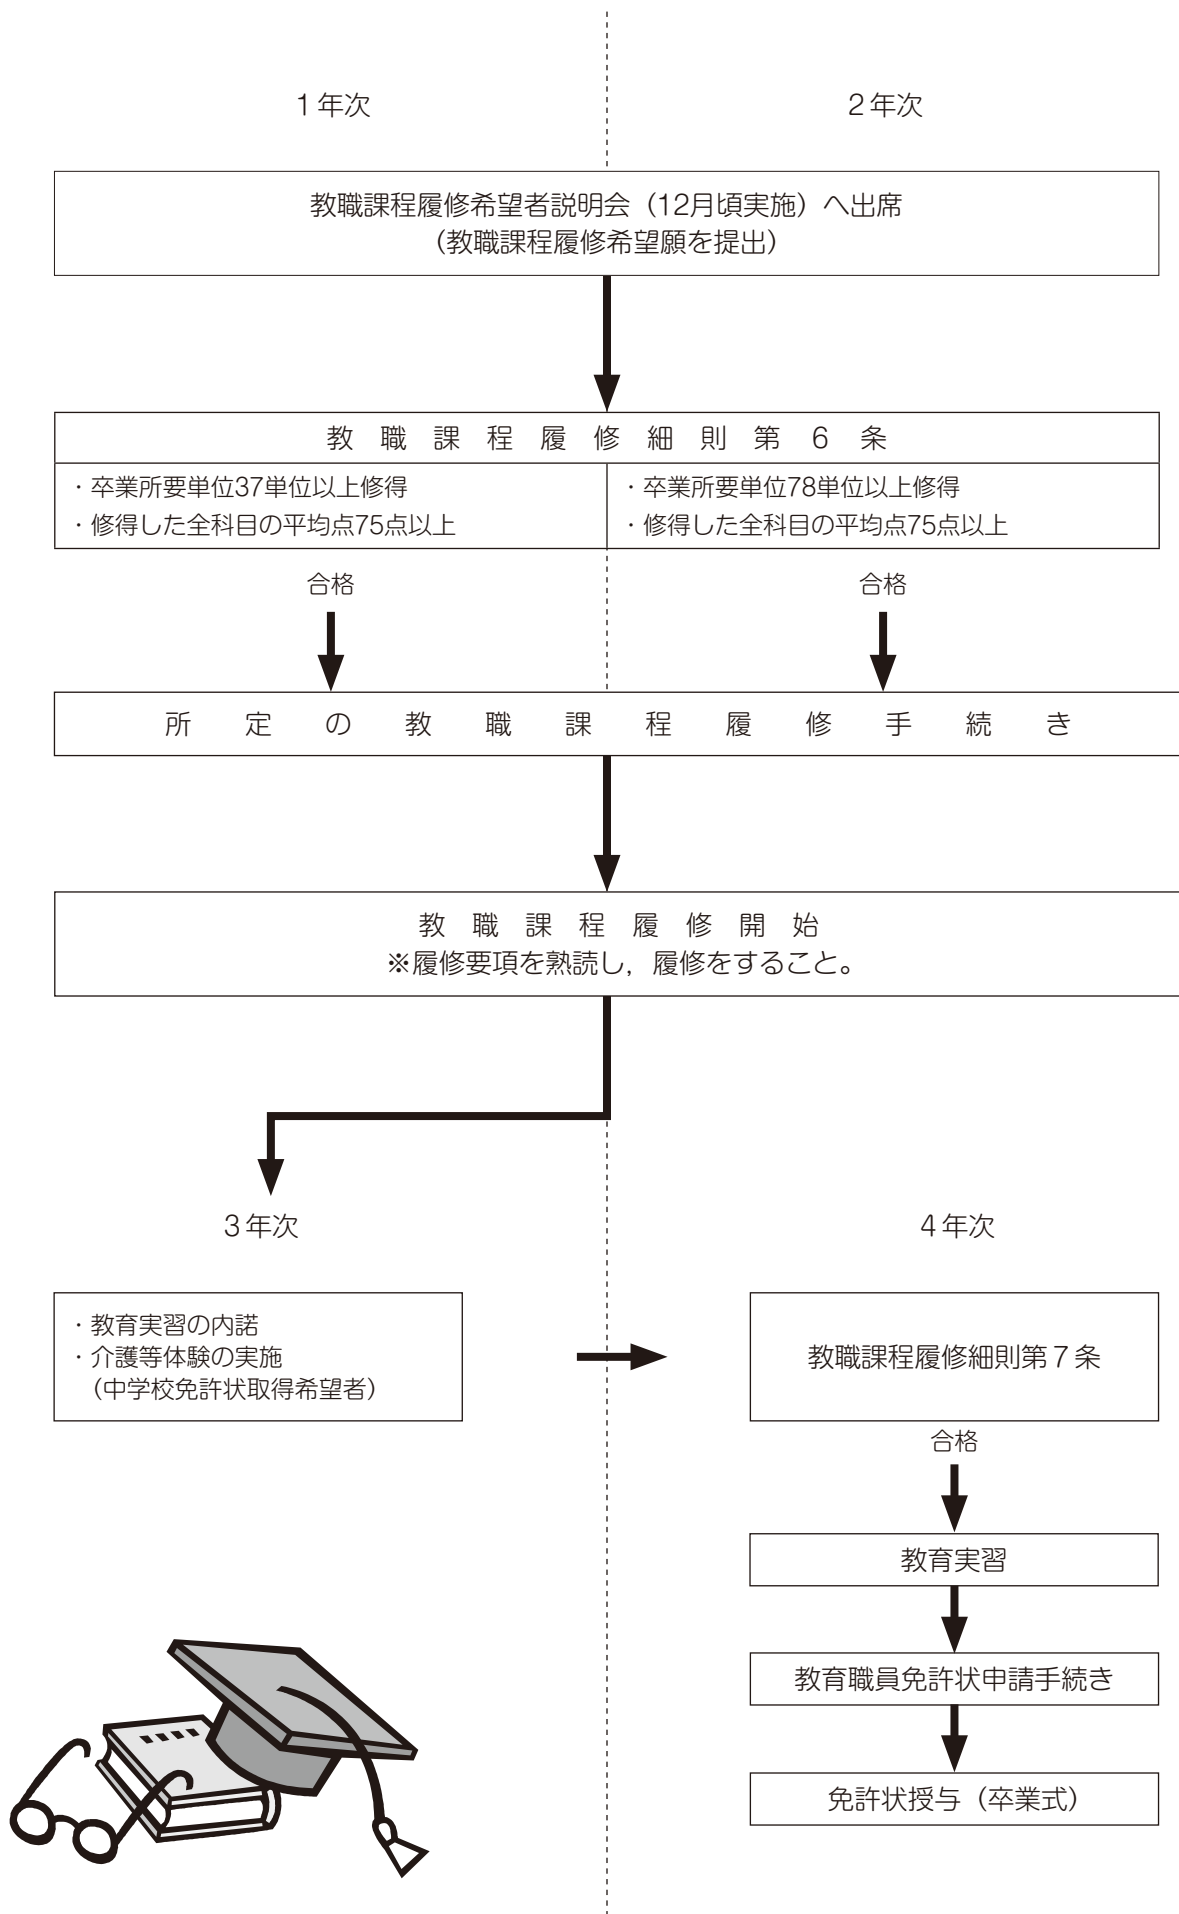 1年次
2年次
教職課程履修希望者説明会（12月頃実施）へ出席
（教職課程履修希望願を提出）
教職課程履修細則第6条
・卒業所要単位37単位以上修得
・修得した全科目の平均点75点以上
・卒業所要単位78単位以上修得
・修得した全科目の平均点75点以上
合格
合格
所定の教職課程履修手続き
教職課程履修開始
※履修要項を熟読し，履修をすること。
3年次
4年次
・教育実習の内諾
・介護等体験の実施
（中学校免許状取得希望者）
教職課程履修細則第7条
合格
教育実習
教育職員免許状申請手続き
免許状授与（卒業式）